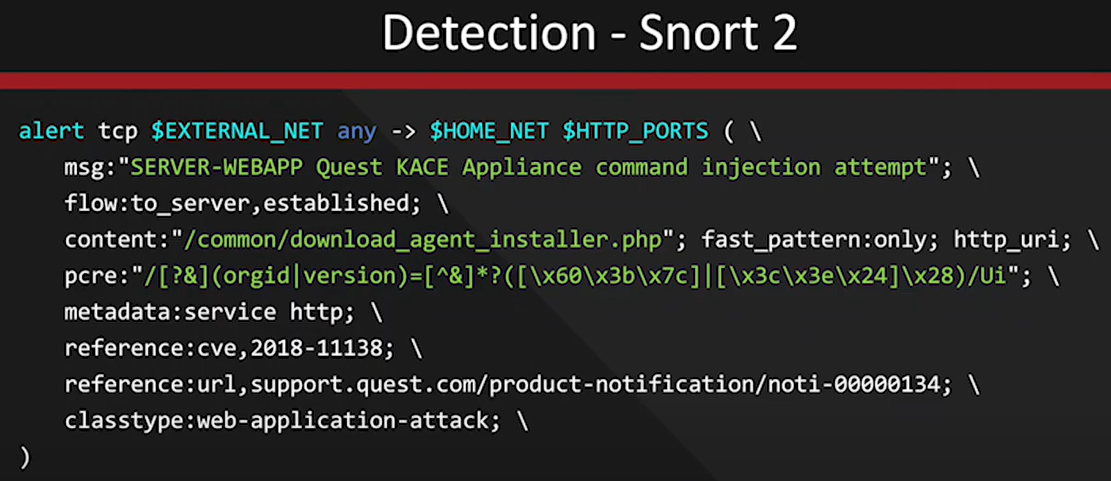 Detection - Snort 2
alert tcp $EXTERNAL_NET any -> $HOME_NET $HTTP_PORTS ( \
msg:"SERVER-WEBAPP Quest KACE Appliance command injection attempt"; \
flow:to_server,established; \
content:"/common/download_agent_installer.php"; fast_pattern:only; http_uri; \
pcre:"/[?&](orgid|version)=[^&]*?([\x60\x3b\x7c]|[\x3c\x3e\x24]\x28)/Ui"; \
metadata:service http; \
reference:cve,2018-11138; \
reference:url,support.quest.com/product-notification/noti-00000134; \
classtype:web-application-attack; \
)